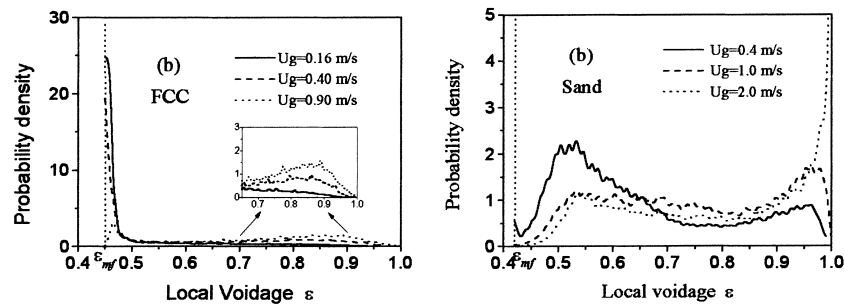 30
25
20
15
10
5
0
Probability density
(b)
FCC
Ug=0.16 m/s
Ug=0.40 m/s
Ug=0.90 m/s
3
2
1
0
0.7 0.8 0.9 1.0
0.4 εmf 0.5 0.6 0.7 0.8 0.9 1.0
Local Voidage ε
5
4
3
2
1
0
Probability density
(b)
Sand
Ug=0.4 m/s
Ug=1.0 m/s
Ug=2.0 m/s
0.4 εmf 0.5 0.6 0.7 0.8 0.9 1.0
Local voidage ε